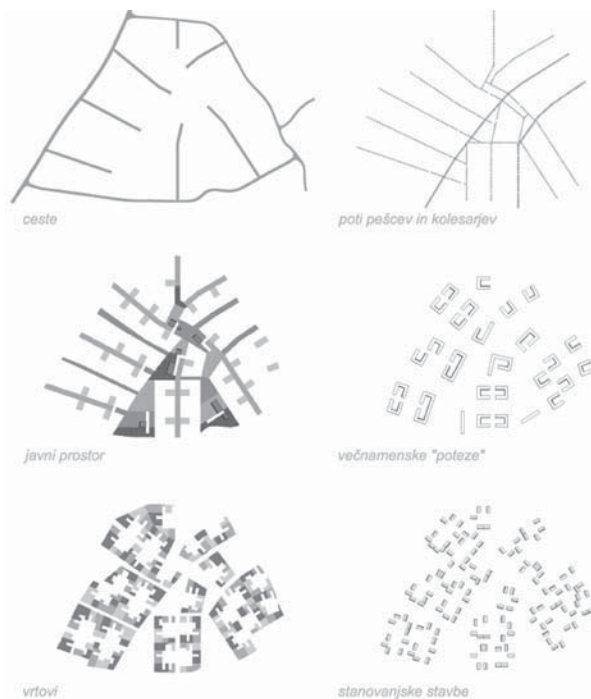 ceste
poti pešcev in kolesarjev
javni prostor
večnamenske "poteze"
vrtovi
stanovanjske stavbe